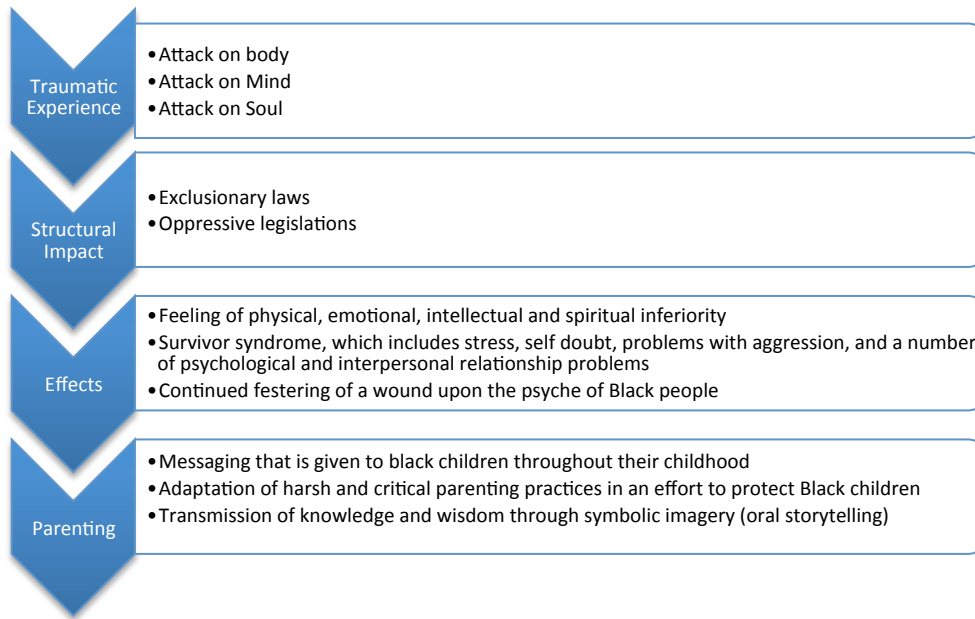 Traumatic
Experience
•Attack on body
•Attack on Mind
•Attack on Soul
Structural
Impact
•Exclusionary laws
•Oppressive legislations
Effects
•Feeling of physical, emotional, intellectual and spiritual inferiority
•Survivor syndrome, which includes stress, self doubt, problems with aggression, and a number
of psychological and interpersonal relationship problems
•Continued festering of a wound upon the psyche of Black people
Parenting
•Messaging that is given to black children throughout their childhood
•Adaptation of harsh and critical parenting practices in an effort to protect Black children
•Transmission of knowledge and wisdom through symbolic imagery (oral storytelling)